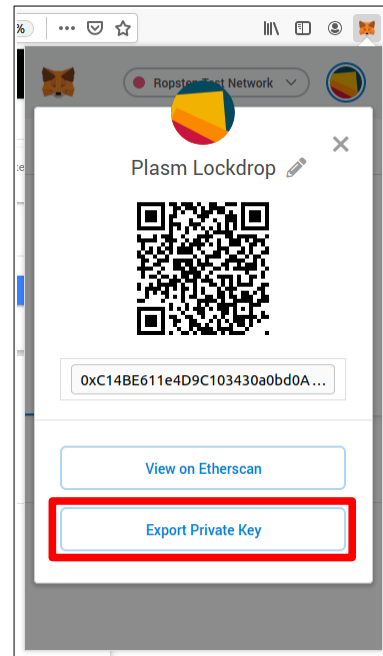 %
Ropsten Test Network
Plasm Lockdrop
0xC14BE611e4D9C103430a0bd0A...
View on Etherscan
Export Private Key